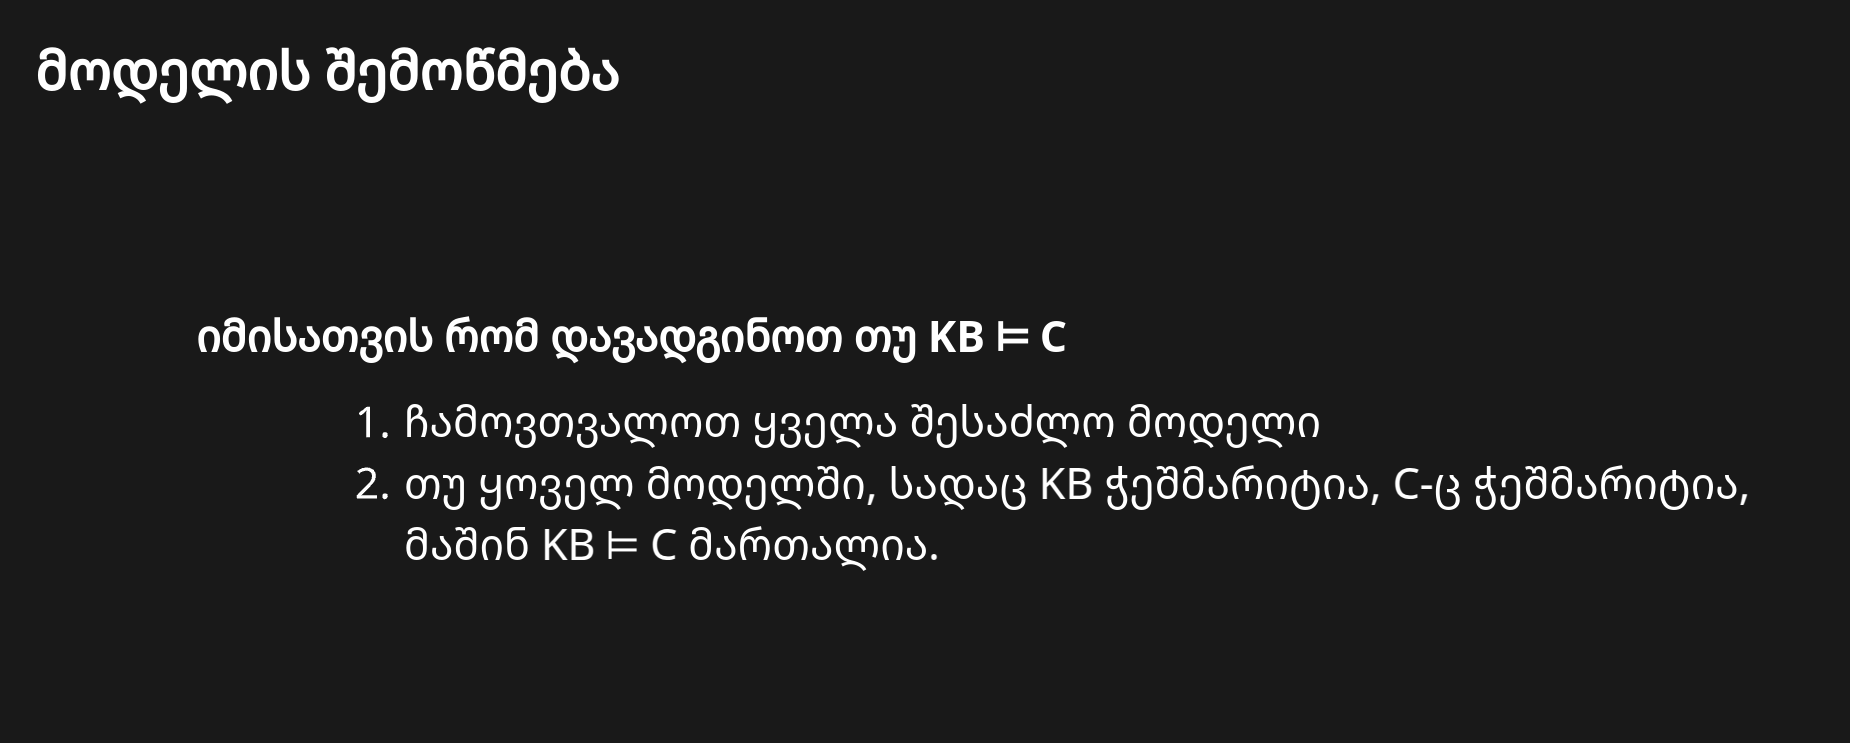 მოდელის შემოწმება
იმისათვის რომ დავადგინოთ თუ KB ⊨ C
1. ჩამოვთვალოთ ყველა შესაძლო მოდელი
2. თუ ყოველ მოდელში, სადაც KB ჭეშმარიტია, C-ც ჭეშმარიტია,
მაშინ KB ⊨ C მართალია.